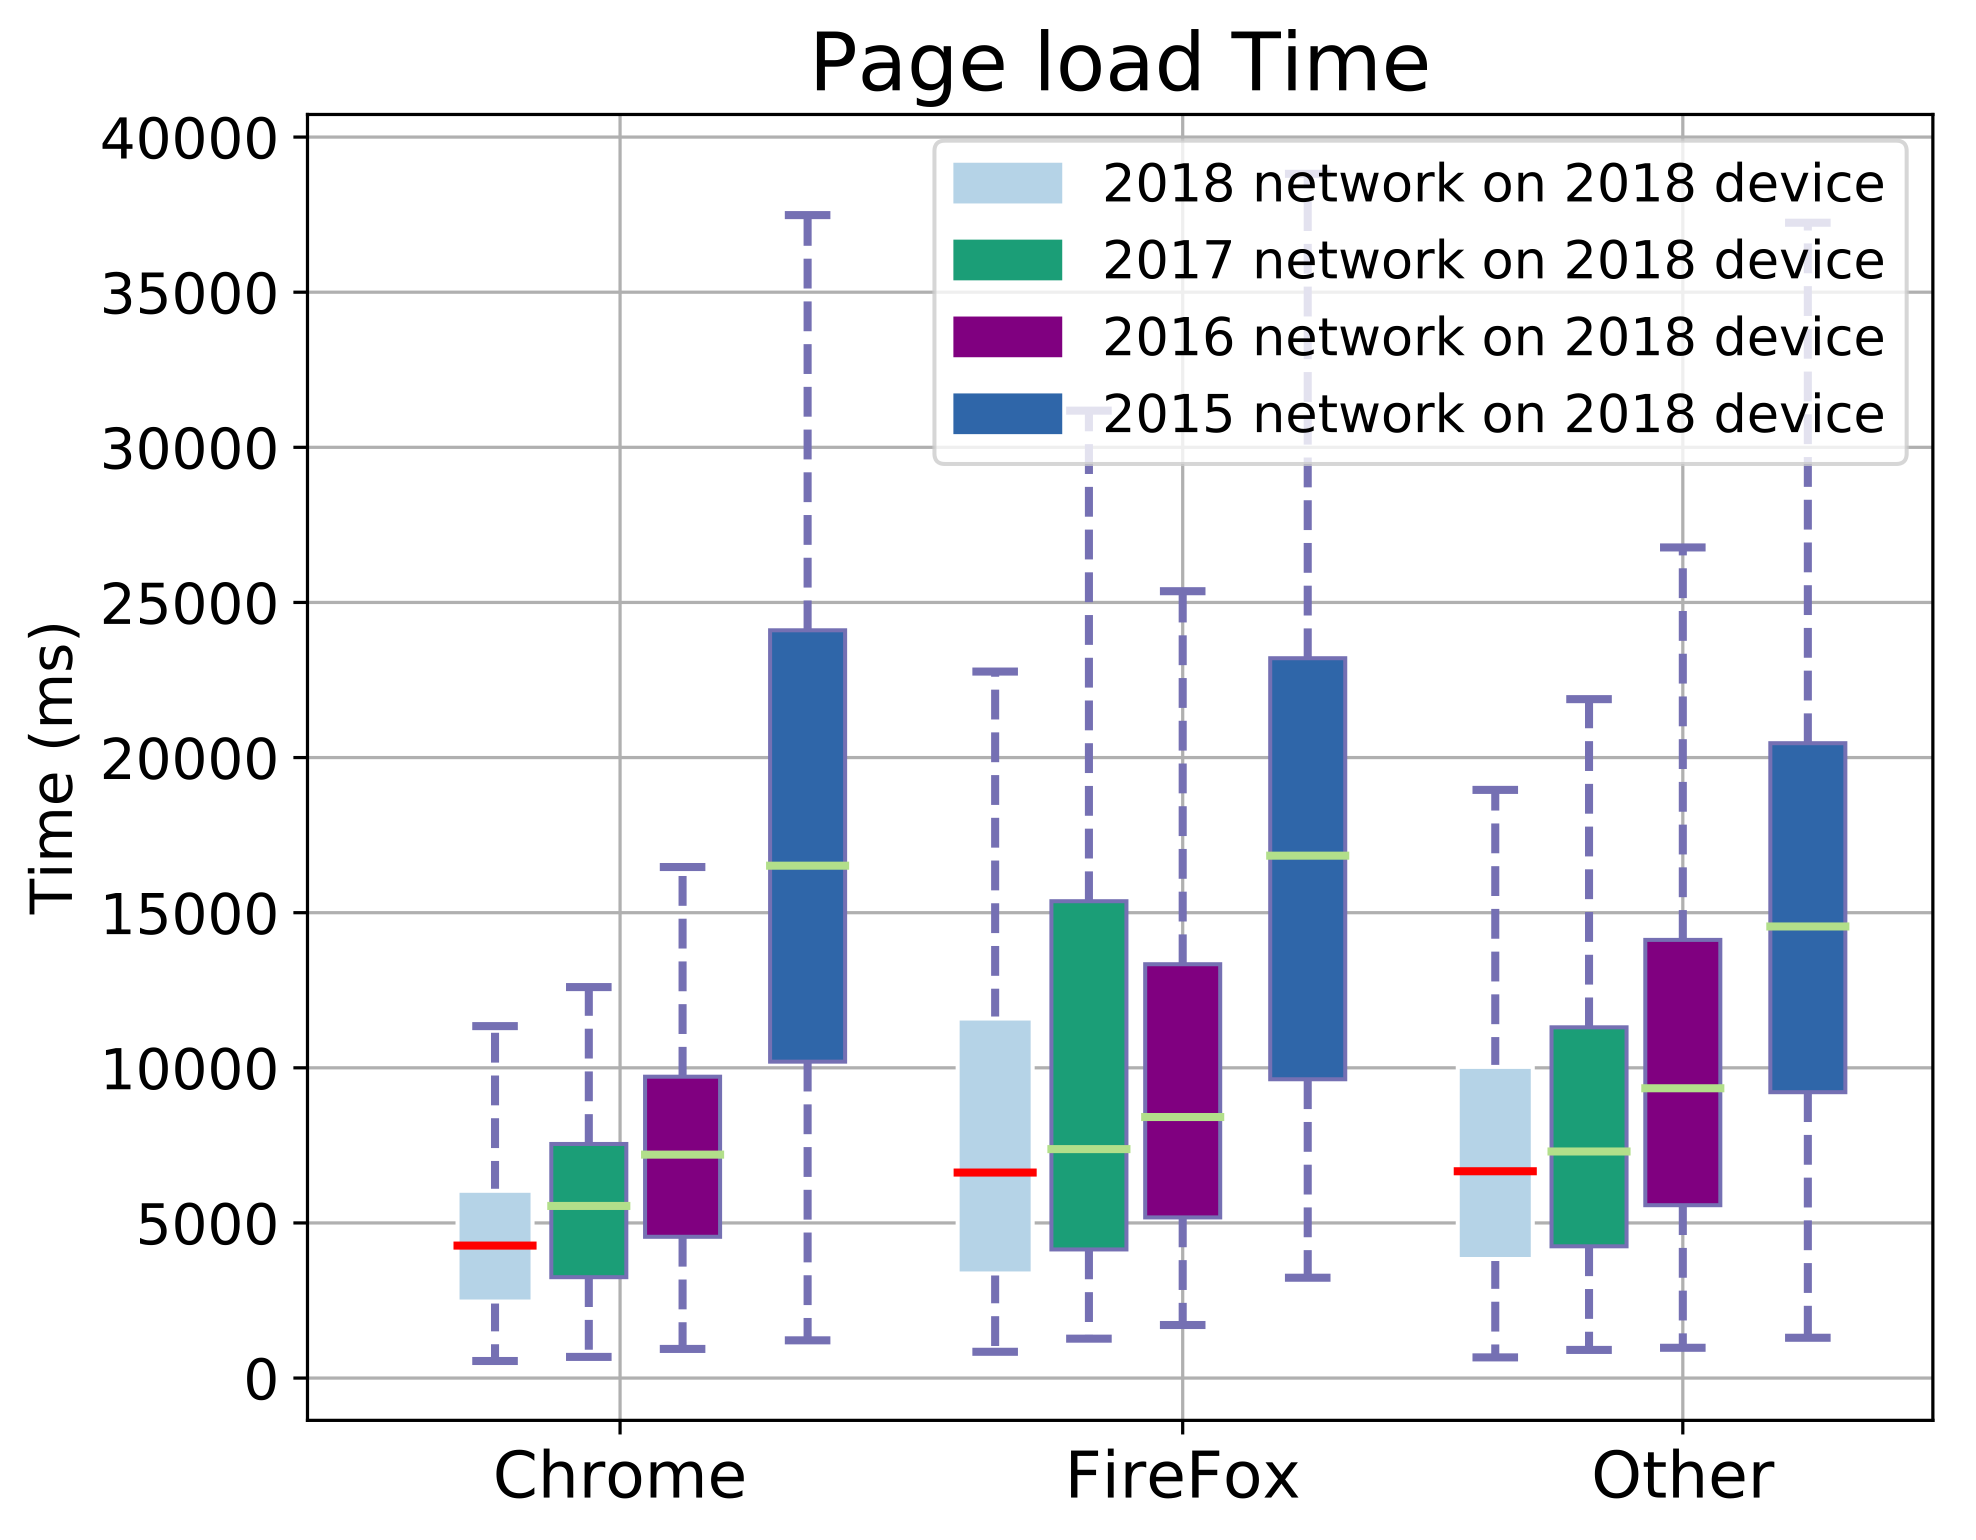 Page load Time
40000
35000
30000
25000
20000
15000
10000
5000
0
Time (ms)
2018 network on 2018 device
2017 network on 2018 device
2016 network on 2018 device
2015 network on 2018 device
Chrome
FireFox
Other